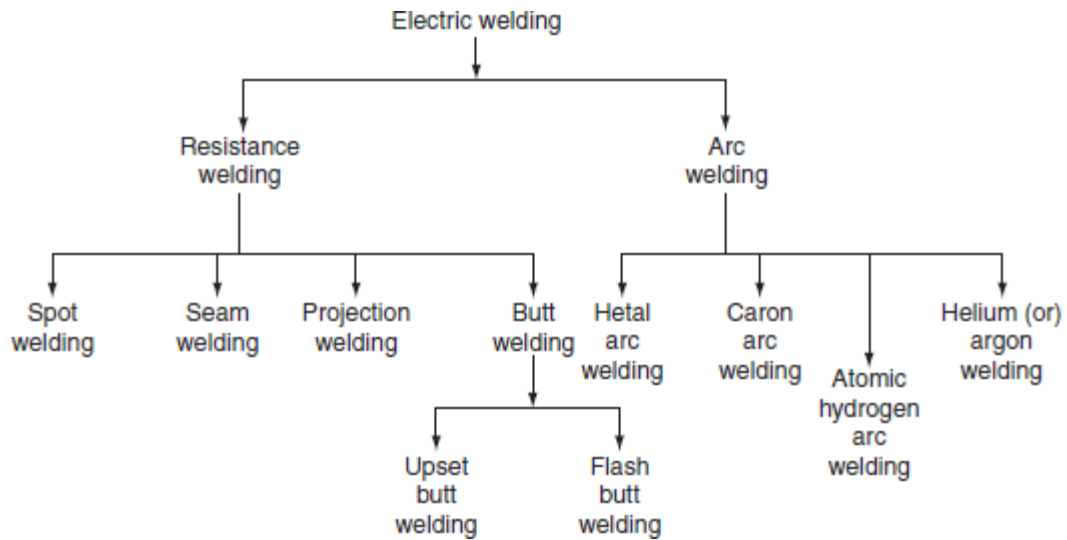 Electric welding
Resistance
welding
Arc
welding
Spot
welding
Seam
welding
Projection
welding
Butt
welding
Hetal
arc
welding
Caron
arc
welding
Atomic
hydrogen
arc
welding
Helium (or)
argon
welding
Upset
butt
welding
Flash
butt
welding